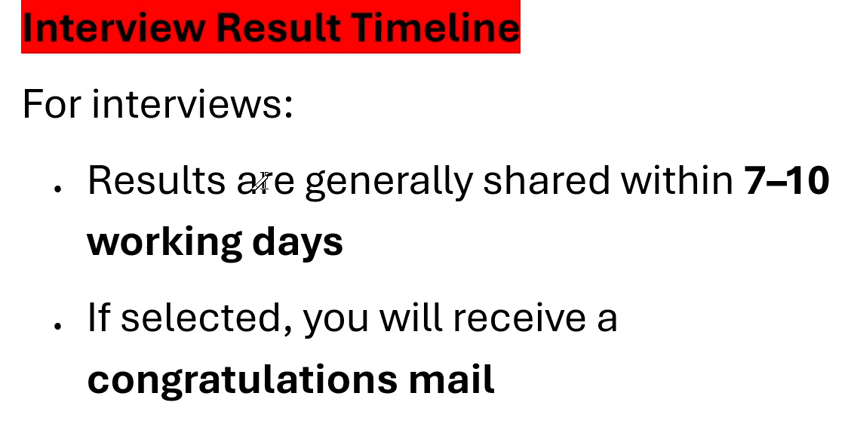 Interview Result Timeline
For interviews:
• Results are generally shared within 7–10
working days
• If selected, you will receive a
congratulations mail